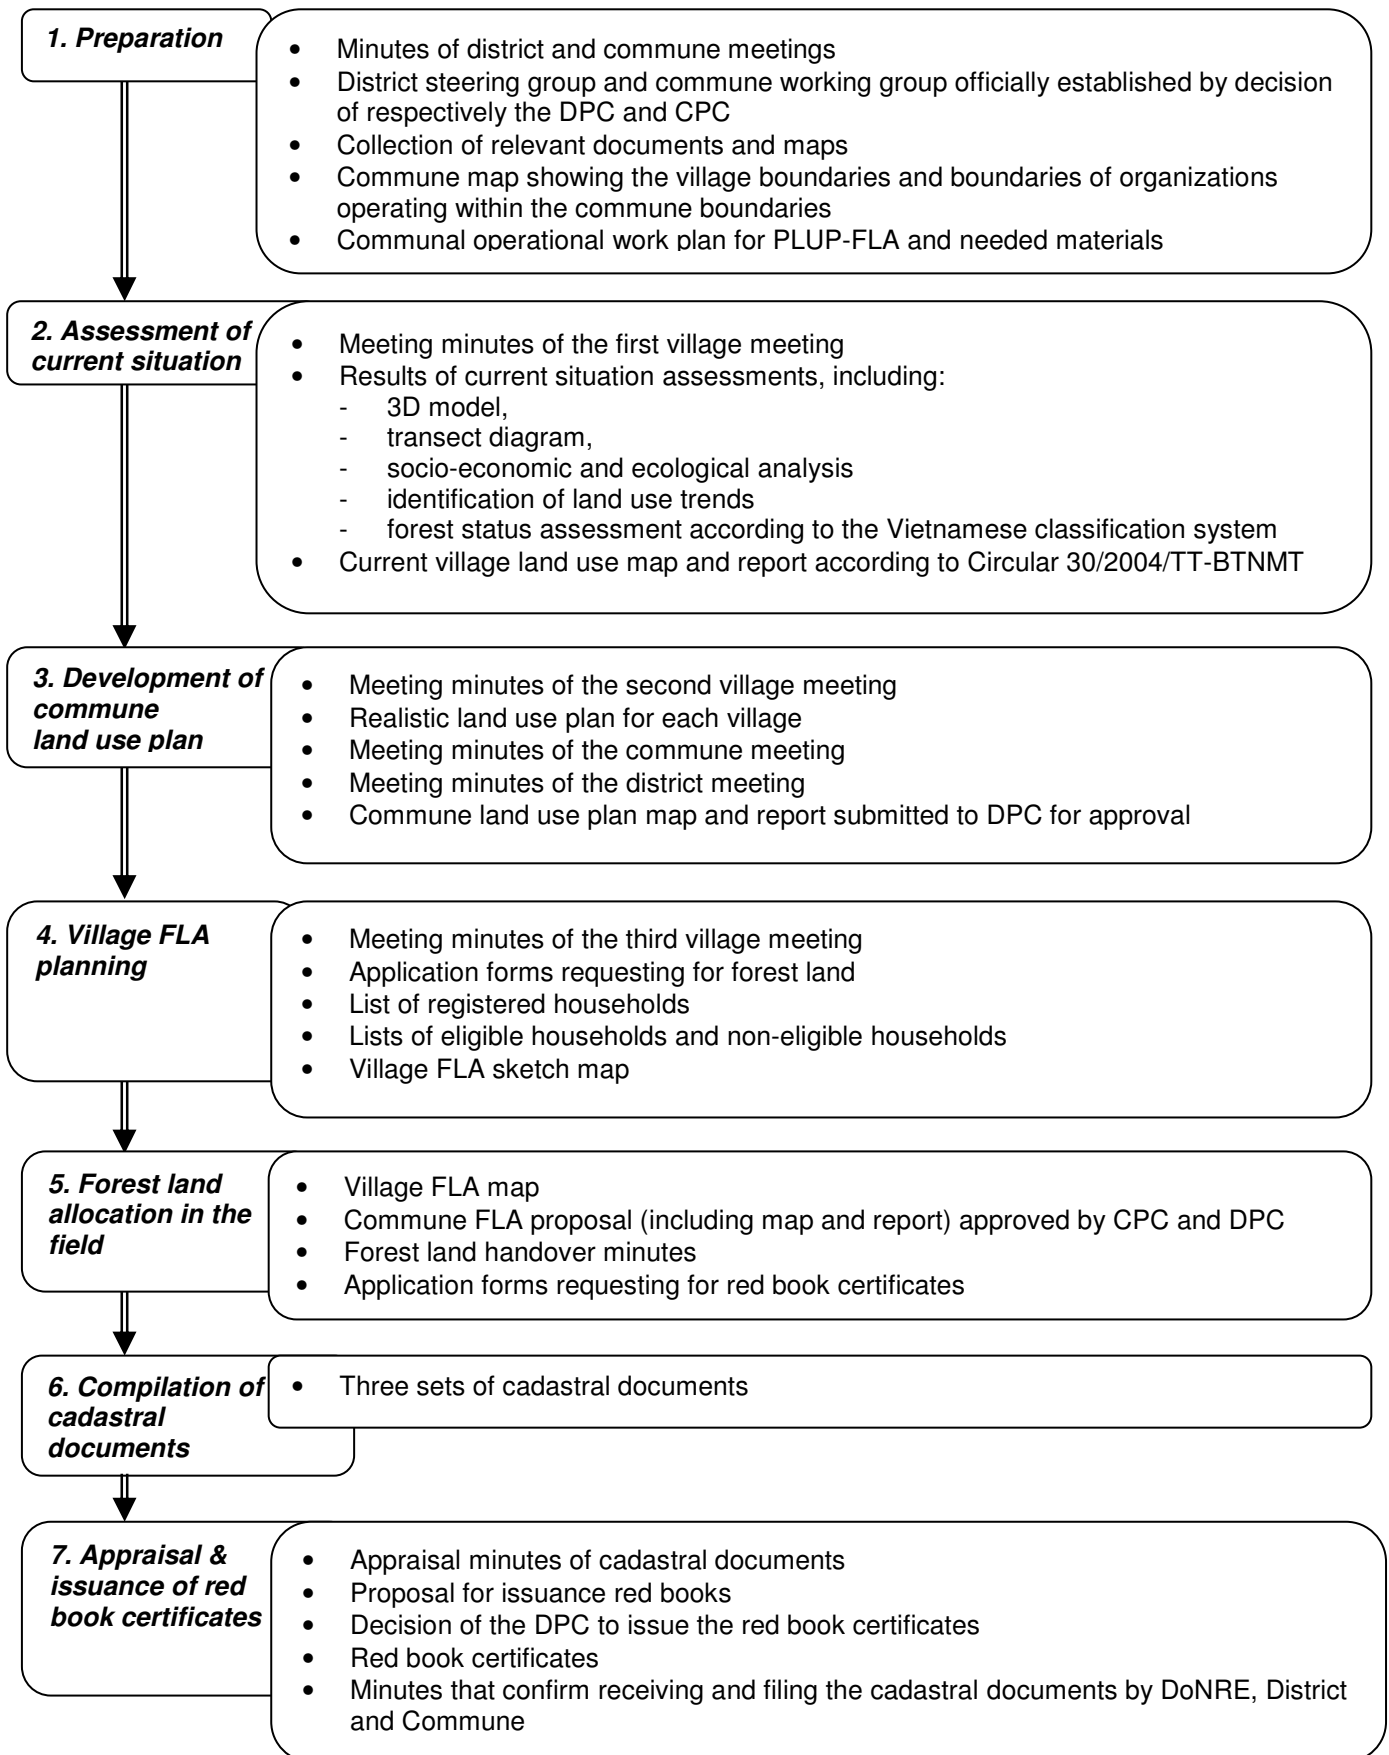 1. Preparation
• Minutes of district and commune meetings
• District steering group and commune working group officially established by decision
of respectively the DPC and CPC
• Collection of relevant documents and maps
• Commune map showing the village boundaries and boundaries of organizations
operating within the commune boundaries
• Communal operational work plan for PLUP-FLA and needed materials
2. Assessment of
current situation
• Meeting minutes of the first village meeting
• Results of current situation assessments, including:
- 3D model,
- transect diagram,
- socio-economic and ecological analysis
- identification of land use trends
- forest status assessment according to the Vietnamese classification system
• Current village land use map and report according to Circular 30/2004/TT-BTNMT
3. Development of
commune
land use plan
• Meeting minutes of the second village meeting
• Realistic land use plan for each village
• Meeting minutes of the commune meeting
• Meeting minutes of the district meeting
• Commune land use plan map and report submitted to DPC for approval
4. Village FLA
planning
• Meeting minutes of the third village meeting
• Application forms requesting for forest land
• List of registered households
• Lists of eligible households and non-eligible households
• Village FLA sketch map
5. Forest land
allocation in the
field
• Village FLA map
• Commune FLA proposal (including map and report) approved by CPC and DPC
• Forest land handover minutes
• Application forms requesting for red book certificates
6. Compilation of
cadastral
documents
• Three sets of cadastral documents
7. Appraisal &
issuance of red
book certificates
• Appraisal minutes of cadastral documents
• Proposal for issuance red books
• Decision of the DPC to issue the red book certificates
• Red book certificates
• Minutes that confirm receiving and filing the cadastral documents by DoNRE, District
and Commune